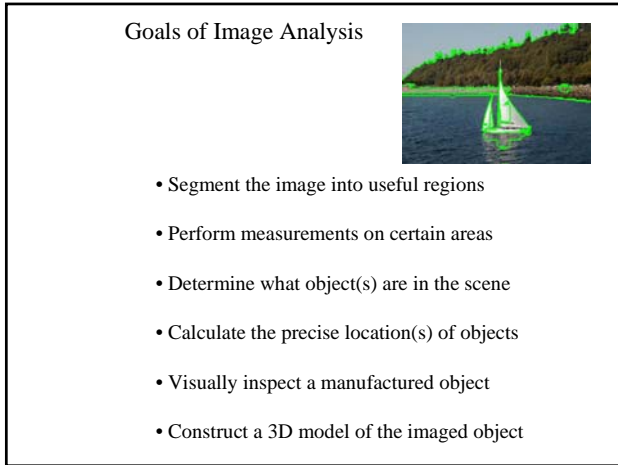 Goals of Image Analysis
• Segment the image into useful regions
• Perform measurements on certain areas
• Determine what object(s) are in the scene
• Calculate the precise location(s) of objects
• Visually inspect a manufactured object
• Construct a 3D model of the imaged object